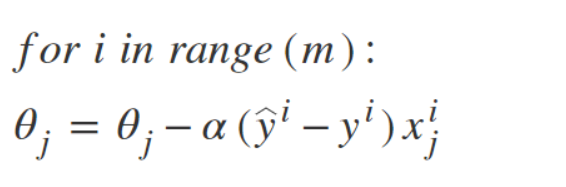 for i in range (m):
θ_j = θ_j − α (ŷ^i − y^i) x_j^i